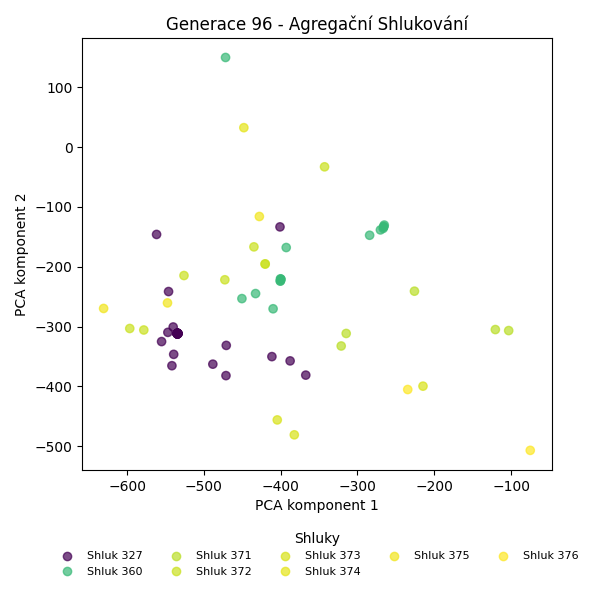 Generace 96 - Agregační Shlukování
PCA komponent 2
100
0
−100
−200
−300
−400
−500
−600 −500 −400 −300 −200 −100
PCA komponent 1
Shluky
Shluk 327 Shluk 371 Shluk 373 Shluk 375 Shluk 376
Shluk 360 Shluk 372 Shluk 374